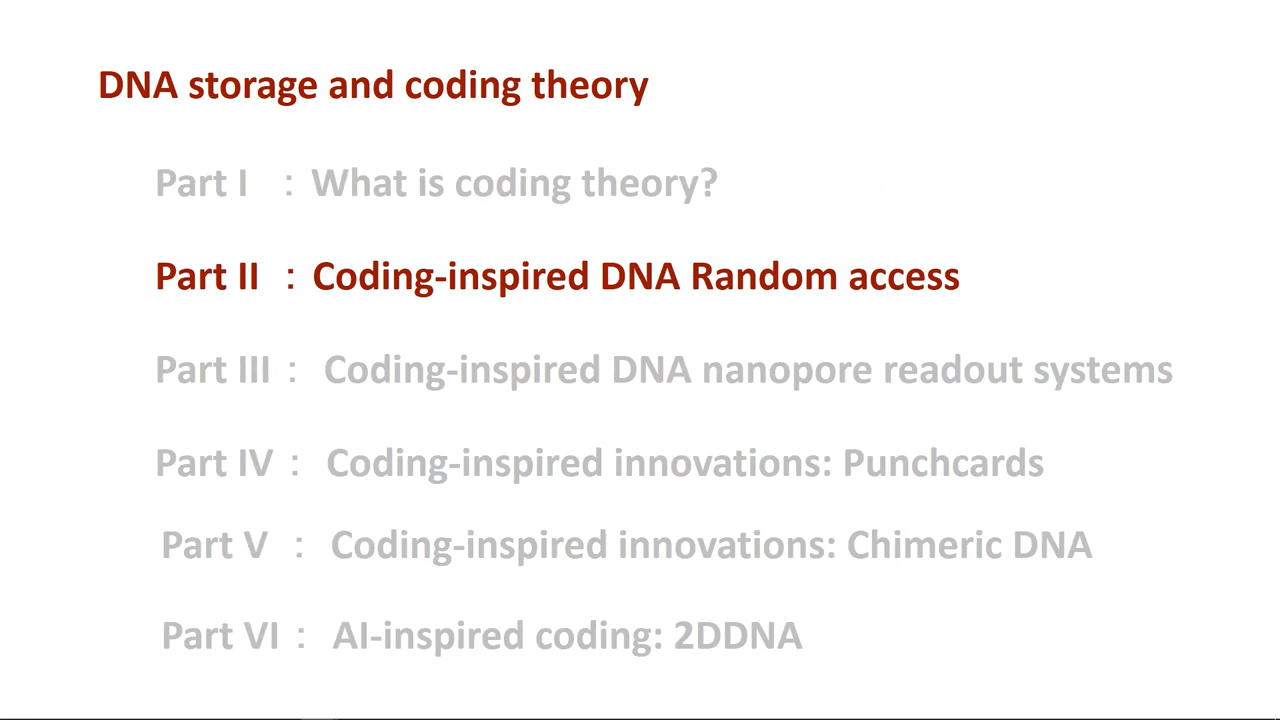 DNA storage and coding theory
Part I : What is coding theory?
Part II : Coding-inspired DNA Random access
Part III : Coding-inspired DNA nanopore readout systems
Part IV : Coding-inspired innovations: Punchcards
Part V : Coding-inspired innovations: Chimeric DNA
Part VI : AI-inspired coding: 2DDNA